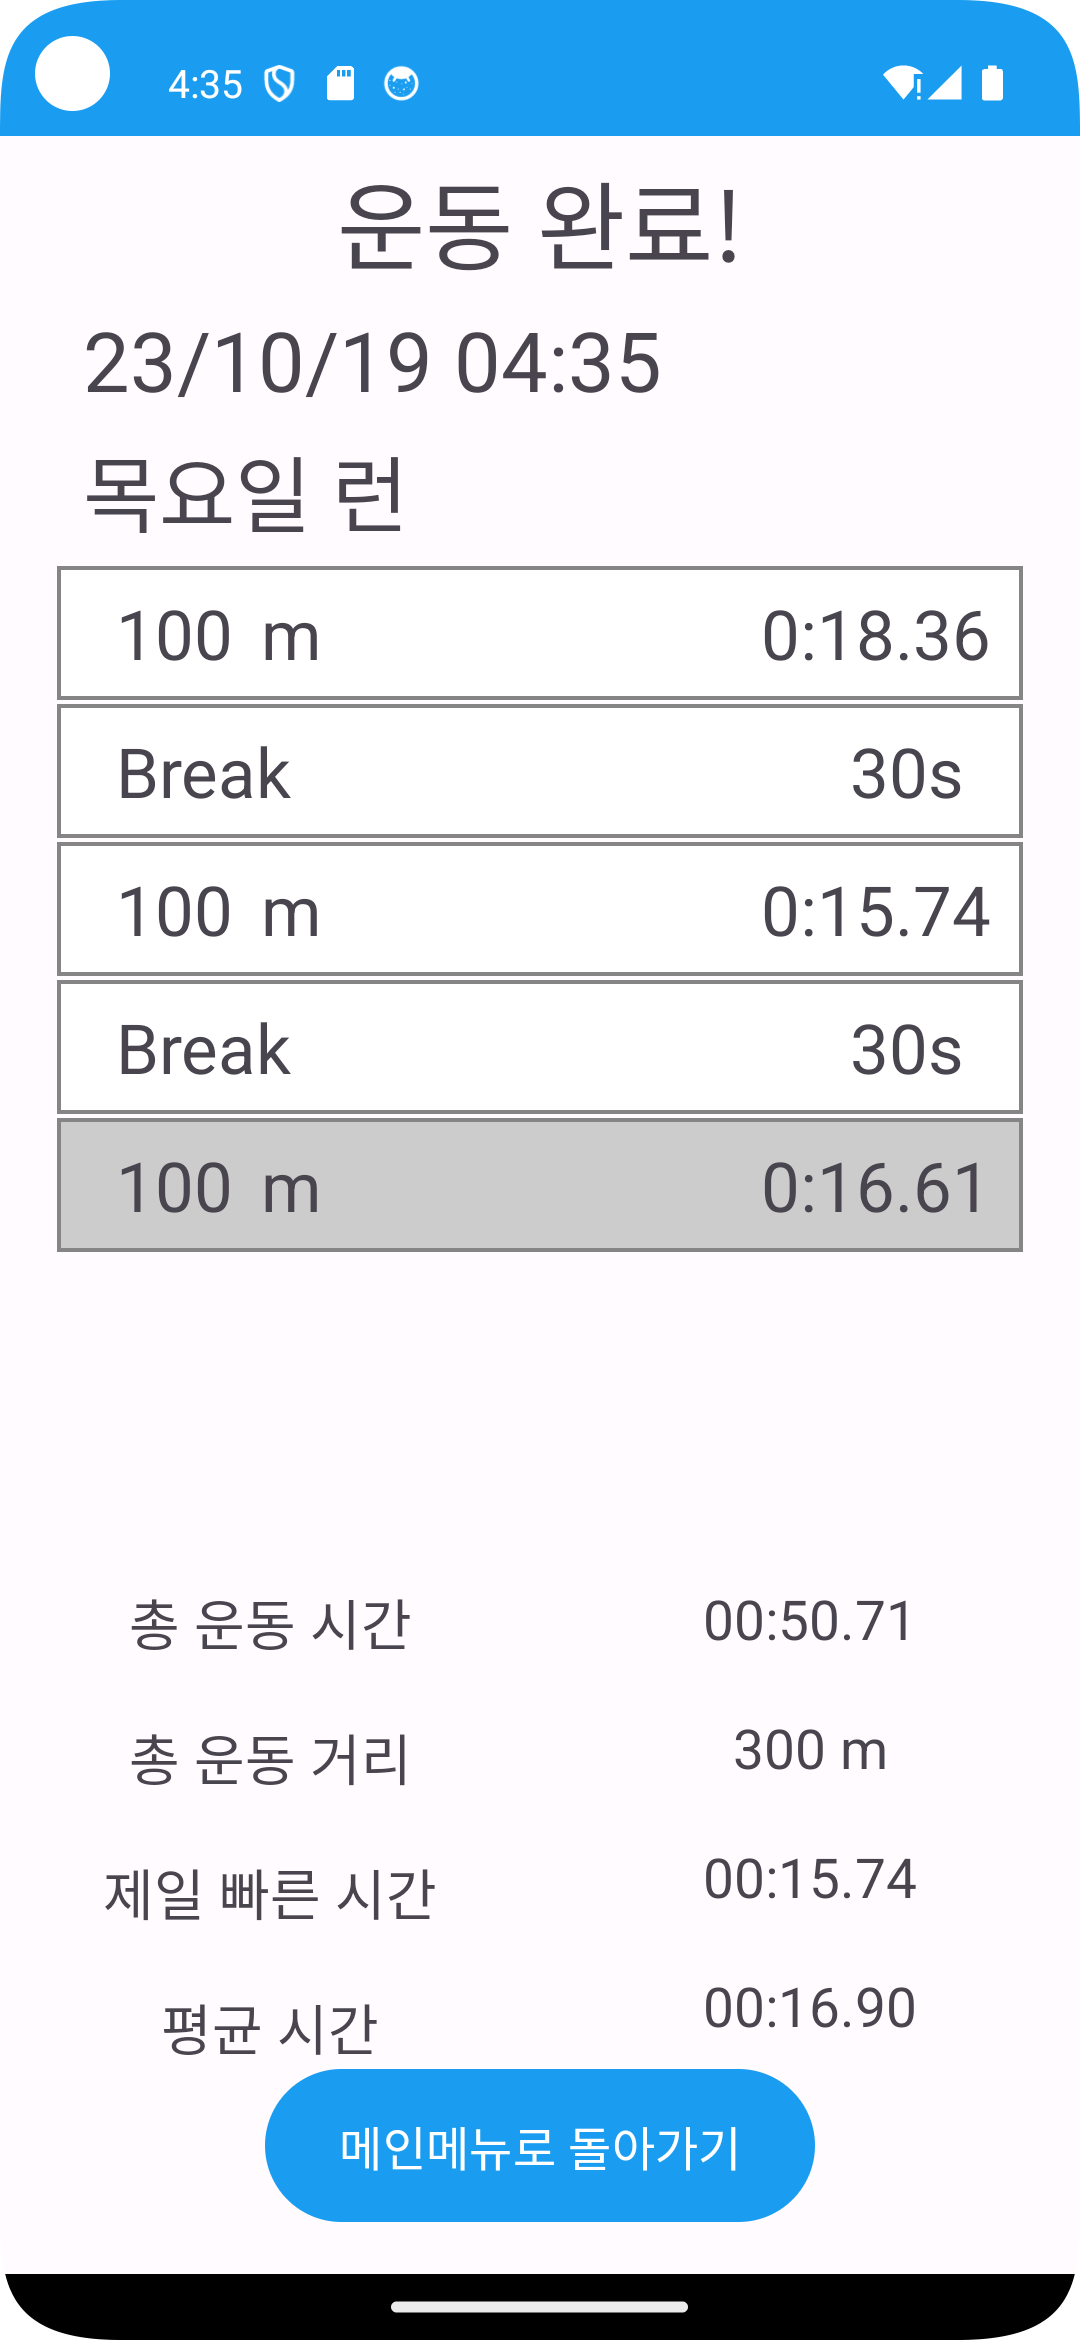 4:35
운동 완료!
23/10/19 04:35
목요일 런
100 m 0:18.36
Break 30s
100 m 0:15.74
Break 30s
100 m 0:16.61
총 운동 시간 00:50.71
총 운동 거리 300 m
제일 빠른 시간 00:15.74
평균 시간 00:16.90
메인메뉴로 돌아가기